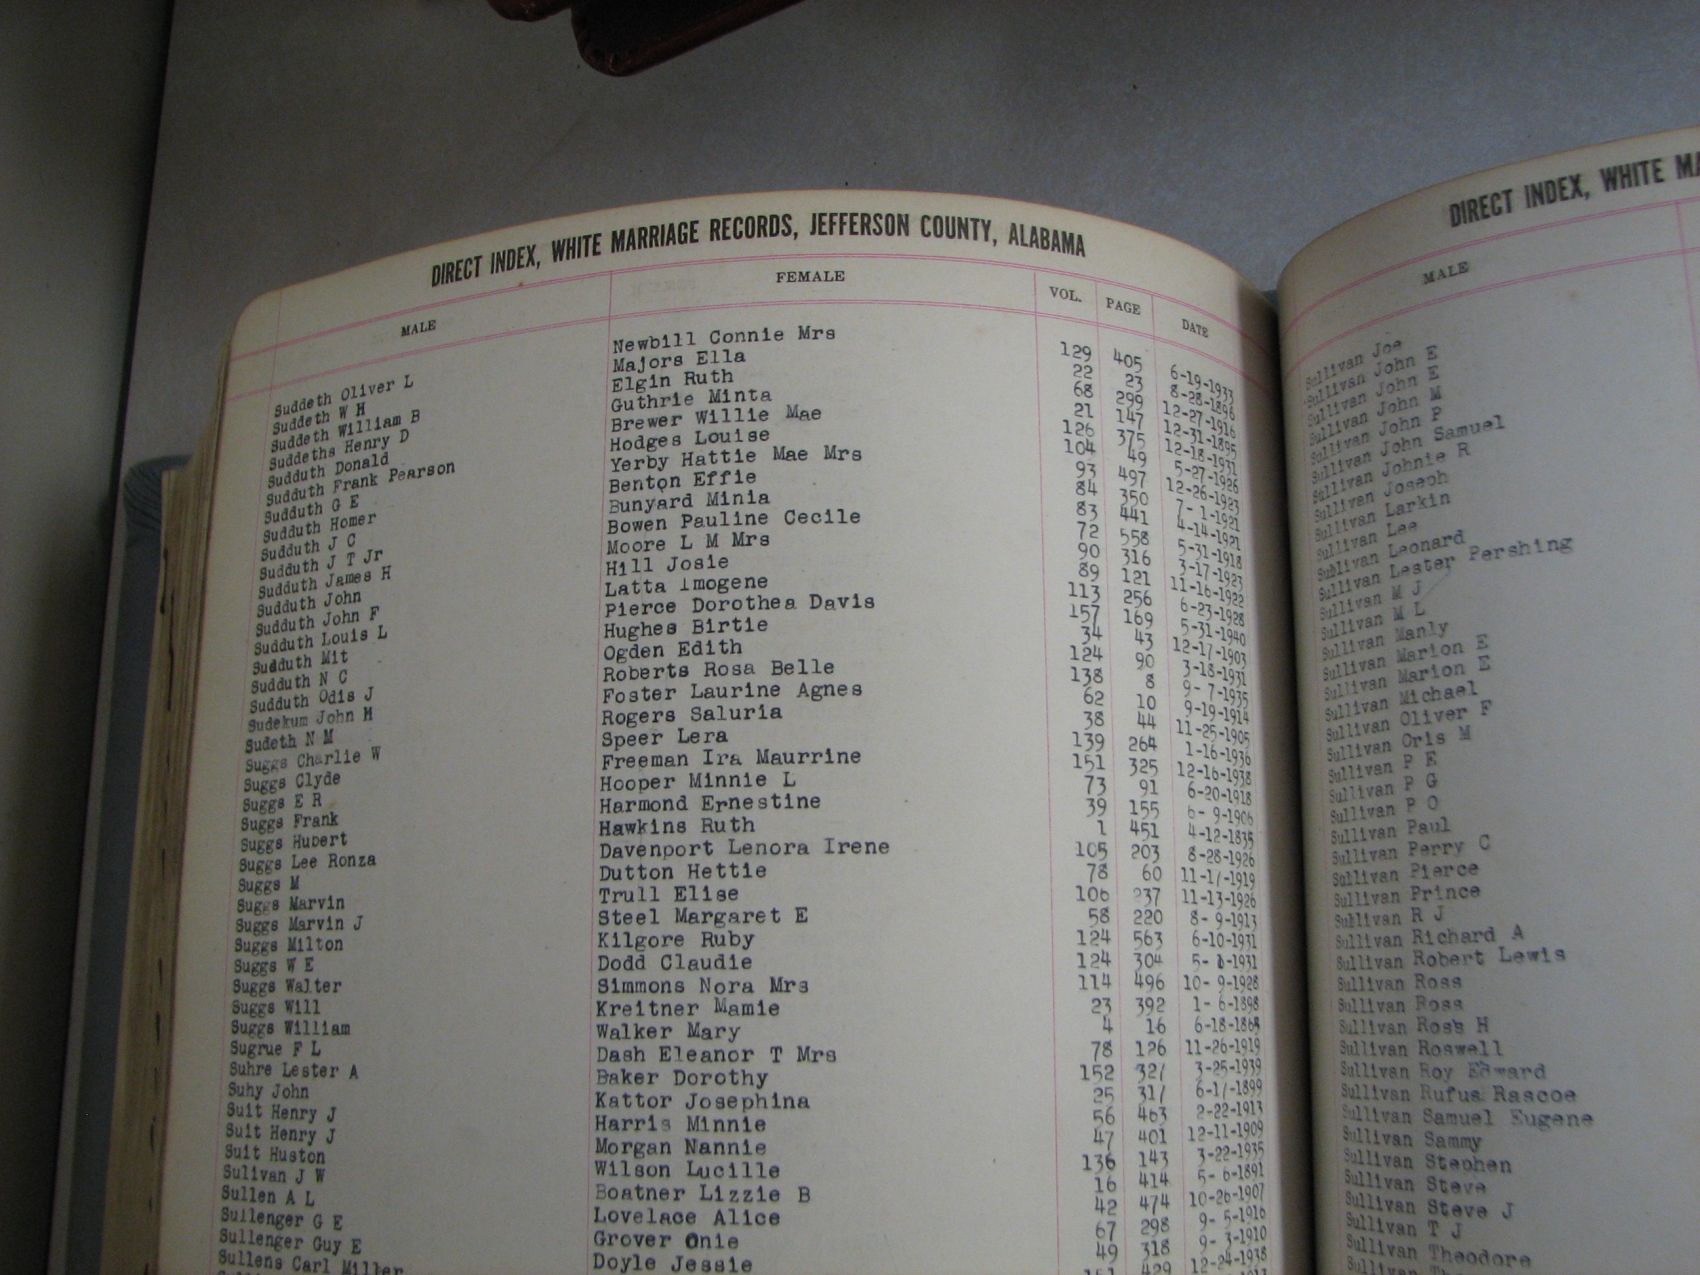 DIRECT INDEX, WHITE MARRIAGE RECORDS, JEFFERSON COUNTY, ALABAMA
MALE FEMALE VOL. PAGE DATE
Suddeth Oliver L Newbill Connie Mrs 129 405 6-19-1933
Suddeth W H Majors Ella 22 23 8-28-1896
Suddeth William B Elgin Ruth 68 299 12-27-1916
Suddeths Henry D Guthrie Minta 21 147 12-31-1895
Sudduth Donald Brewer Willie Mae 126 375 12-18-1931
Sudduth Frank Pearson Hodges Louise 104 49 5-27-1926
Sudduth G E Yerby Hattie Mae Mrs 93 497 12-26-1923
Sudduth Homer Benton Effie 84 350 7- 1-1921
Sudduth J C Bunyard Minia 83 441 4-14-1921
Sudduth J T Jr Bowen Pauline Cecile 72 558 5-31-1918
Sudduth James H Moore L M Mrs 90 316 3-17-1923
Sudduth John Hill Josie 89 121 11-16-1922
Sudduth John F Latta Imogene 113 256 6-23-1928
Sudduth Louis L Pierce Dorothea Davis 157 169 5-31-1940
Sudduth Mit Hughes Birtie 34 43 12-17-1903
Sudduth N C Ogden Edith 124 90 3-18-1931
Sudduth Odis J Roberts Rosa Belle 138 8 9- 7-1935
Sudekum John H Foster Laurine Agnes 62 10 9-19-1914
Sudeth N M Rogers Saluria 38 44 11-25-1905
Suggs Charlie W Speer Lera 139 264 1-16-1936
Suggs Clyde Freeman Ira Maurrine 151 325 12-16-1938
Suggs E R Hooper Minnie L 73 91 6-20-1918
Suggs Frank Harmond Ernestine 39 155 6- 9-1906
Suggs Hubert Hawkins Ruth 1 451 4-12-1835
Suggs Lee Ronza Davenport Lenora Irene 105 203 8-28-1926
Suggs M Dutton Hettie 78 60 11-17-1919
Suggs Marvin Trull Elise 106 237 11-13-1926
Suggs Marvin J Steel Margaret E 58 220 8- 9-1913
Suggs Milton Kilgore Ruby 124 563 6-10-1931
Suggs W E Dodd Claudie 124 304 5- 8-1931
Suggs Walter Simmons Nora Mrs 114 496 10- 9-1928
Suggs Will Kreitner Mamie 23 392 1- 6-1898
Suggs William Walker Mary 4 16 6-18-1868
Sugrue F L Dash Eleanor T Mrs 78 126 11-26-1919
Suhre Lester A Baker Dorothy 152 327 3-25-1939
Suhy John Kattor Josephina 25 317 6-17-1899
Suit Henry J Harris Minnie 56 463 2-22-1913
Suit Henry J Morgan Nannie 47 401 12-11-1909
Suit Huston Wilson Lucille 136 143 3-22-1935
Sulivan J W Boatner Lizzie B 16 414 5- 6-1891
Sullen A L Lovelace Alice 42 474 10-26-1907
Sullenger G E Grover Onie 67 298 9- 5-1916
Sullenger Guy E Doyle Jessie 49 318 9- 3-1910
Sullens Carl Miller 151 429 12-24-1938
DIRECT INDEX, WHITE MA
MALE
Sullivan Joe
Sullivan John E
Sullivan John E
Sullivan John M
Sullivan John P
Sullivan John Samuel
Sullivan Johnie R
Sullivan Joseph
Sullivan Larkin
Sullivan Lee
Sullivan Leonard
Sullivan Lester Pershing
Sullivan M J
Sullivan M L
Sullivan Manly
Sullivan Marion E
Sullivan Marion E
Sullivan Michael
Sullivan Oliver F
Sullivan Oris M
Sullivan P E
Sullivan P G
Sullivan P O
Sullivan Paul
Sullivan Perry C
Sullivan Pierce
Sullivan Prince
Sullivan R J
Sullivan Richard A
Sullivan Robert Lewis
Sullivan Ross
Sullivan Ross
Sullivan Ross H
Sullivan Roswell
Sullivan Roy Edward
Sullivan Rufus Rascoe
Sullivan Samuel Eugene
Sullivan Sammy
Sullivan Stephen
Sullivan Steve
Sullivan Steve J
Sullivan T J
Sullivan Theodore